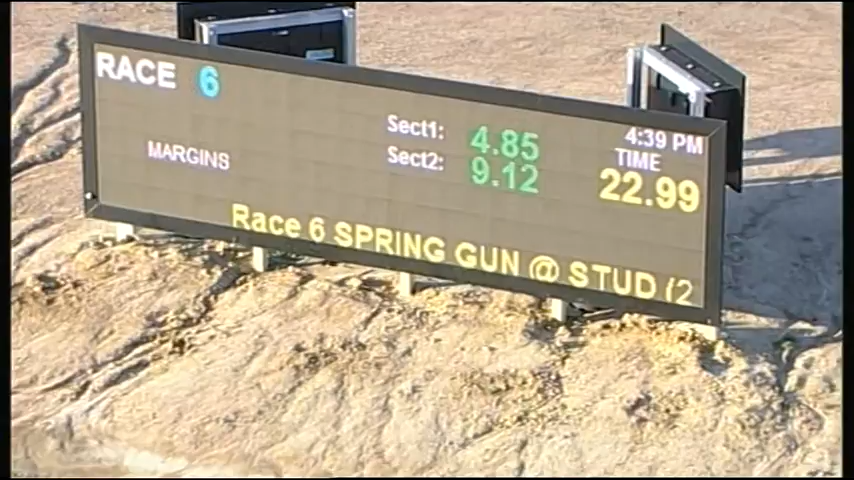 RACE 6
Sect1: 4.85
4:39 PM
MARGINS
Sect2: 9.12
TIME
22.99
Race 6 SPRING GUN @ STUD (2